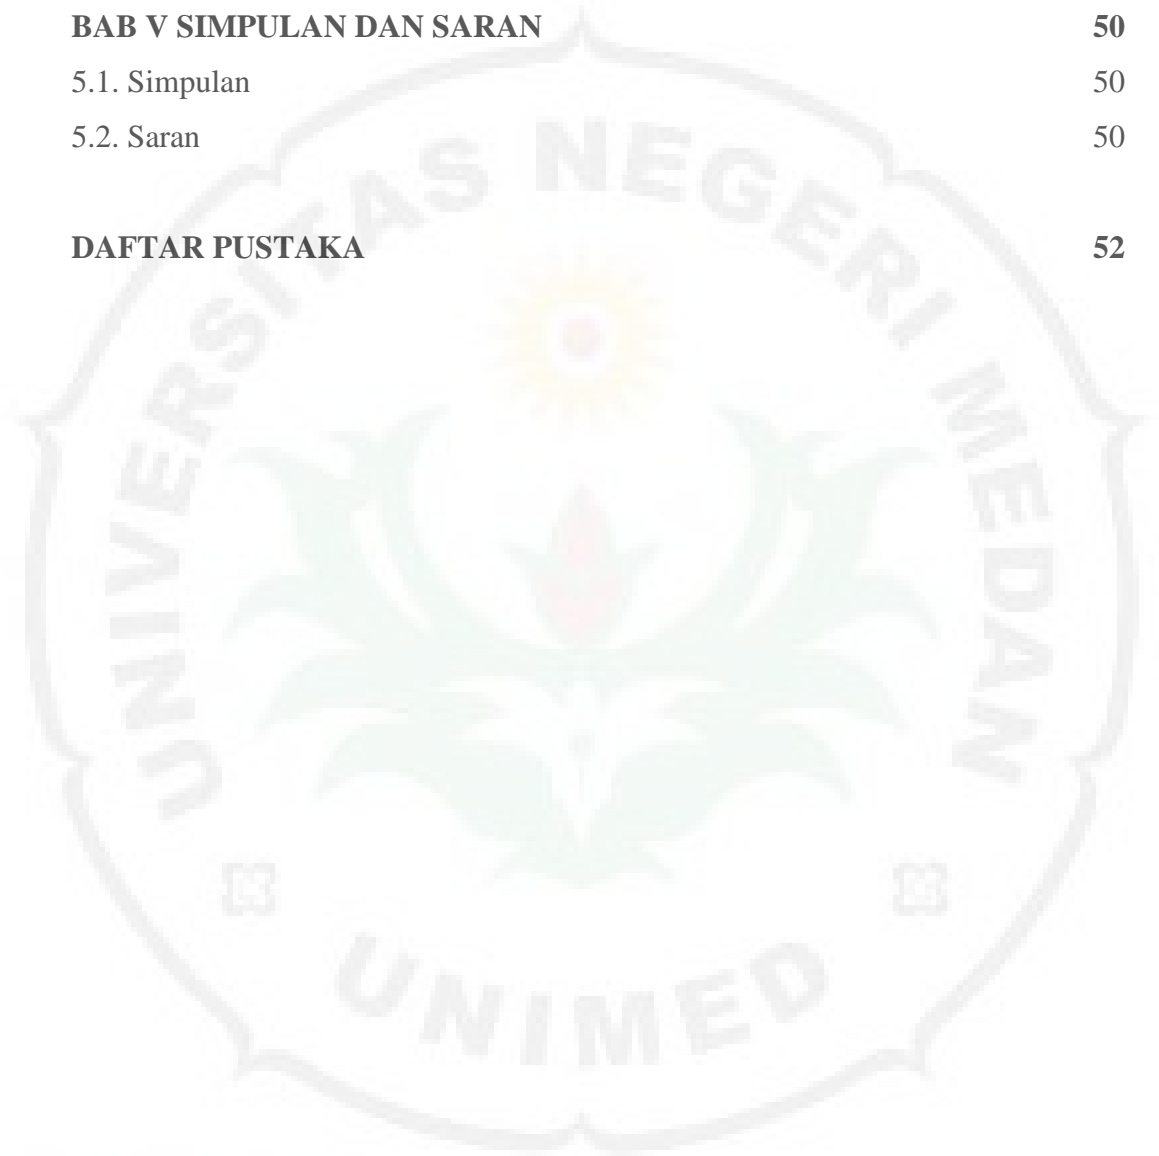 BAB V SIMPULAN DAN SARAN 50
5.1. Simpulan 50
5.2. Saran 50
DAFTAR PUSTAKA 52
UNIVERSITAS NEGERI MEDAN
UNIMED